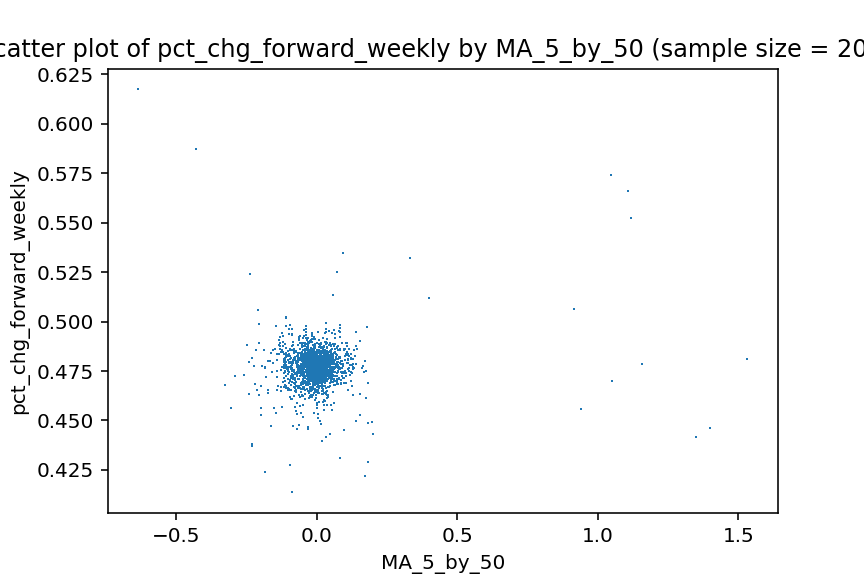 catter plot of pct_chg_forward_weekly by MA_5_by_50 (sample size = 20
0.625
0.600
0.575
0.550
0.525
0.500
0.475
0.450
0.425
pct_chg_forward_weekly
−0.5 0.0 0.5 1.0 1.5
MA_5_by_50